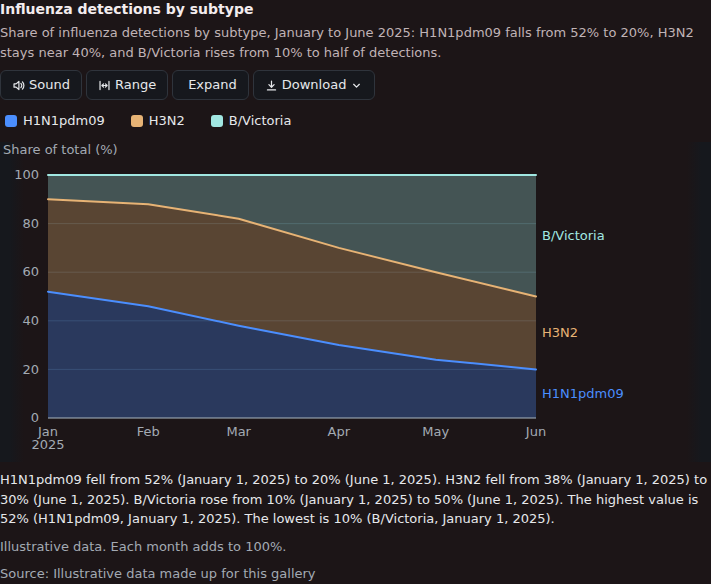 Influenza detections by subtype
Share of influenza detections by subtype, January to June 2025: H1N1pdm09 falls from 52% to 20%, H3N2
stays near 40%, and B/Victoria rises from 10% to half of detections.
Sound Range Expand Download
H1N1pdm09 H3N2 B/Victoria
Share of total (%)
100
80
60
40
20
0
B/Victoria
H3N2
H1N1pdm09
Jan Feb Mar Apr May Jun
2025
H1N1pdm09 fell from 52% (January 1, 2025) to 20% (June 1, 2025). H3N2 fell from 38% (January 1, 2025) to
30% (June 1, 2025). B/Victoria rose from 10% (January 1, 2025) to 50% (June 1, 2025). The highest value is
52% (H1N1pdm09, January 1, 2025). The lowest is 10% (B/Victoria, January 1, 2025).
Illustrative data. Each month adds to 100%.
Source: Illustrative data made up for this gallery